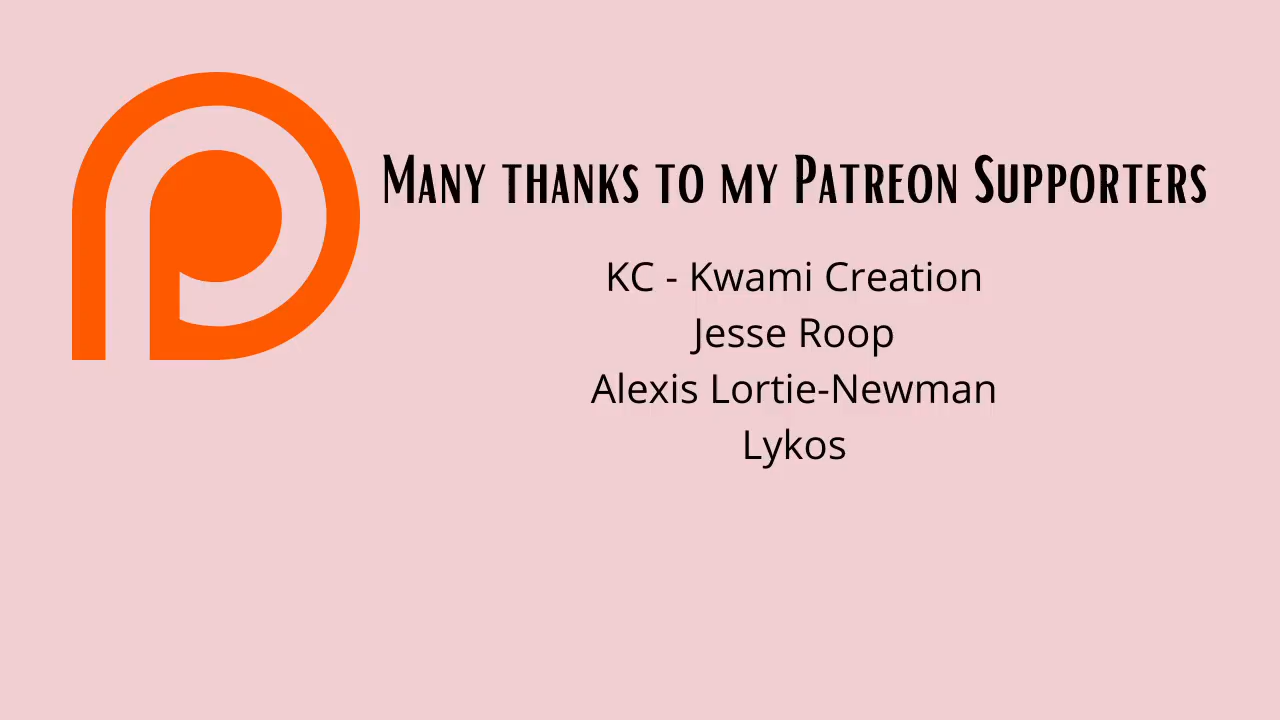 Many thanks to my Patreon Supporters
KC - Kwami Creation
Jesse Roop
Alexis Lortie-Newman
Lykos